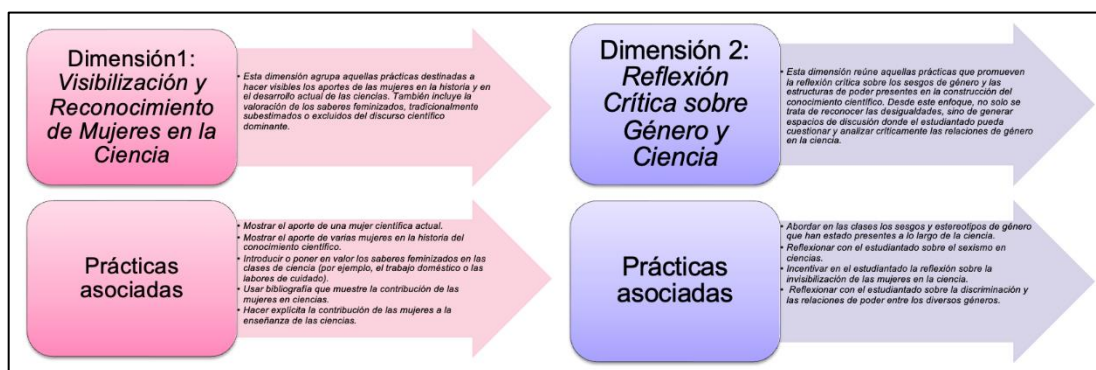 Dimensión1:
Visibilización y
Reconocimiento
de Mujeres en la
Ciencia
• Esta dimensión agrupa aquellas prácticas destinadas a
hacer visibles los aportes de las mujeres en la historia y en
el desarrollo actual de las ciencias. También incluye la
valoración de los saberes feminizados, tradicionalmente
subestimados o excluidos del discurso científico
dominante.
Prácticas
asociadas
• Mostrar el aporte de una mujer científica actual.
• Mostrar el aporte de varias mujeres en la historia del
conocimiento científico.
• Introducir o poner en valor los saberes feminizados en las
clases de ciencia (por ejemplo, el trabajo doméstico o las
labores de cuidado).
• Usar bibliografía que muestre la contribución de las
mujeres en ciencias.
• Hacer explícita la contribución de las mujeres a la
enseñanza de las ciencias.
Dimensión 2:
Reflexión
Crítica sobre
Género y
Ciencia
• Esta dimensión reúne aquellas prácticas que promueven
la reflexión crítica sobre los sesgos de género y las
estructuras de poder presentes en la construcción del
conocimiento científico. Desde este enfoque, no solo se
trata de reconocer las desigualdades, sino de generar
espacios de discusión donde el estudiantado pueda
cuestionar y analizar críticamente las relaciones de género
en la ciencia.
Prácticas
asociadas
• Abordar en las clases los sesgos y estereotipos de género
que han estado presentes a lo largo de la ciencia.
• Reflexionar con el estudiantado sobre el sexismo en
ciencias.
• Incentivar en el estudiantado la reflexión sobre la
invisibilización de las mujeres en la ciencia.
• Reflexionar con el estudiantado sobre la discriminación y
las relaciones de poder entre los diversos géneros.